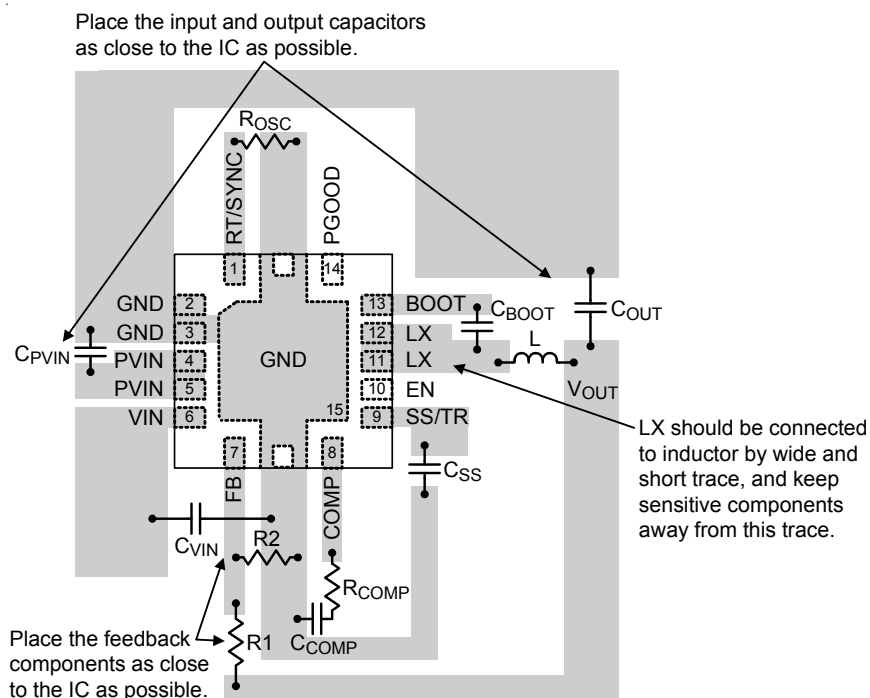 Place the input and output capacitors
as close to the IC as possible.
ROSC
RT/SYNC
PGOOD
1
14
GND
2
13
BOOT
CBOOT
COUT
GND
3
12
LX
L
CPVIN
PVIN
4
GND
11
LX
PVIN
5
10
EN
VOUT
VIN
6
15
9
SS/TR
7
8
CSS
FB
COMP
LX should be connected
to inductor by wide and
short trace, and keep
sensitive components
away from this trace.
CVIN
R2
RCOMP
CCOMP
R1
Place the feedback
components as close
to the IC as possible.